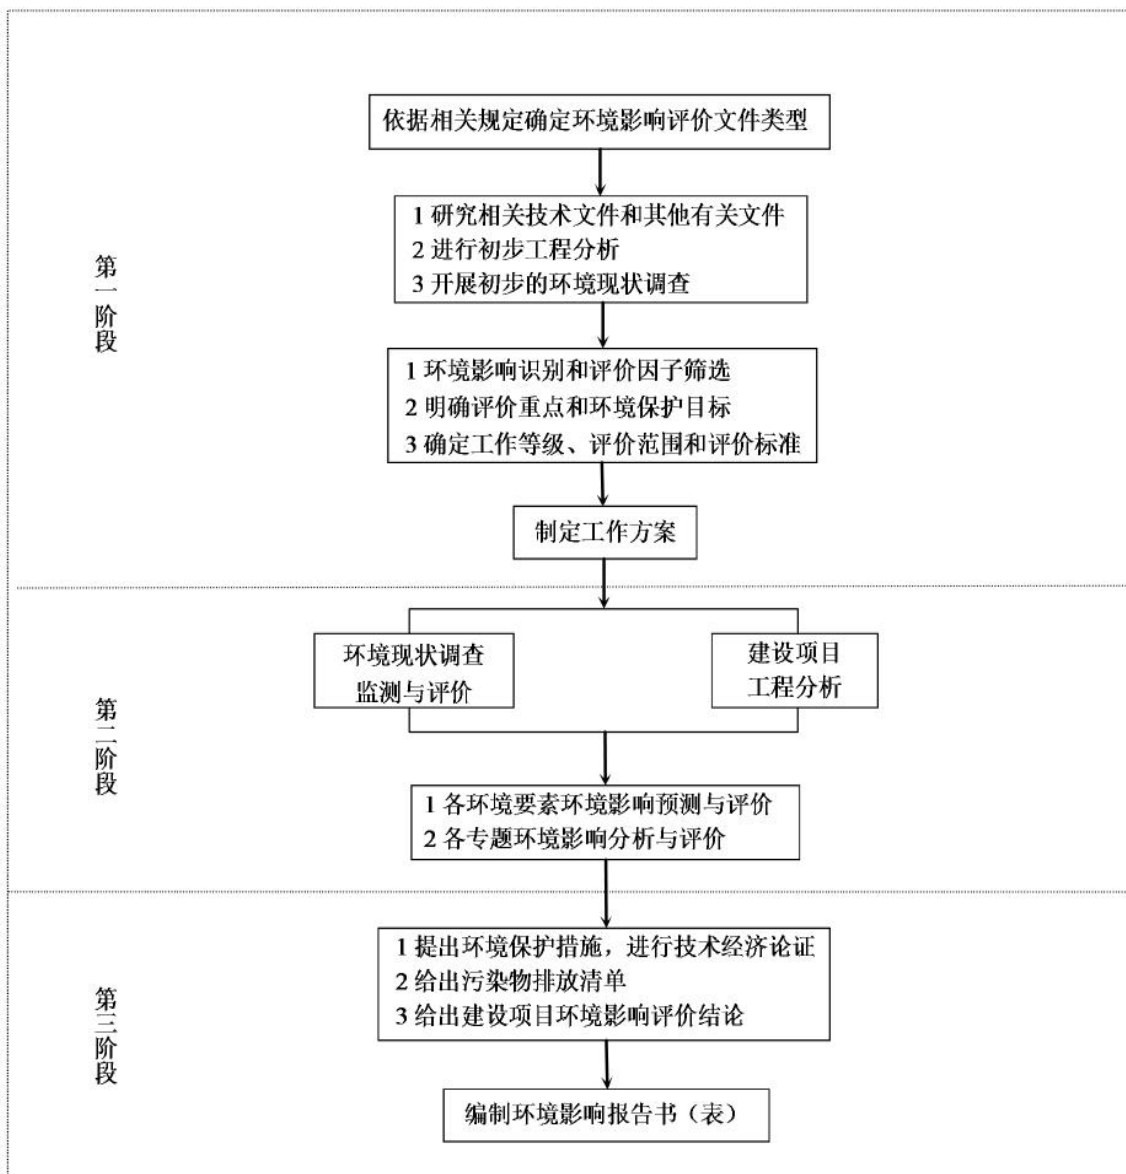 依据相关规定确定环境影响评价文件类型
1 研究相关技术文件和其他有关文件
2 进行初步工程分析
3 开展初步的环境现状调查
第一阶段
1 环境影响识别和评价因子筛选
2 明确评价重点和环境保护目标
3 确定工作等级、评价范围和评价标准
制定工作方案
环境现状调查
监测与评价
建设项目
工程分析
第二阶段
1 各环境要素环境影响预测与评价
2 各专题环境影响分析与评价
1 提出环境保护措施，进行技术经济论证
2 给出污染物排放清单
3 给出建设项目环境影响评价结论
第三阶段
编制环境影响报告书（表）